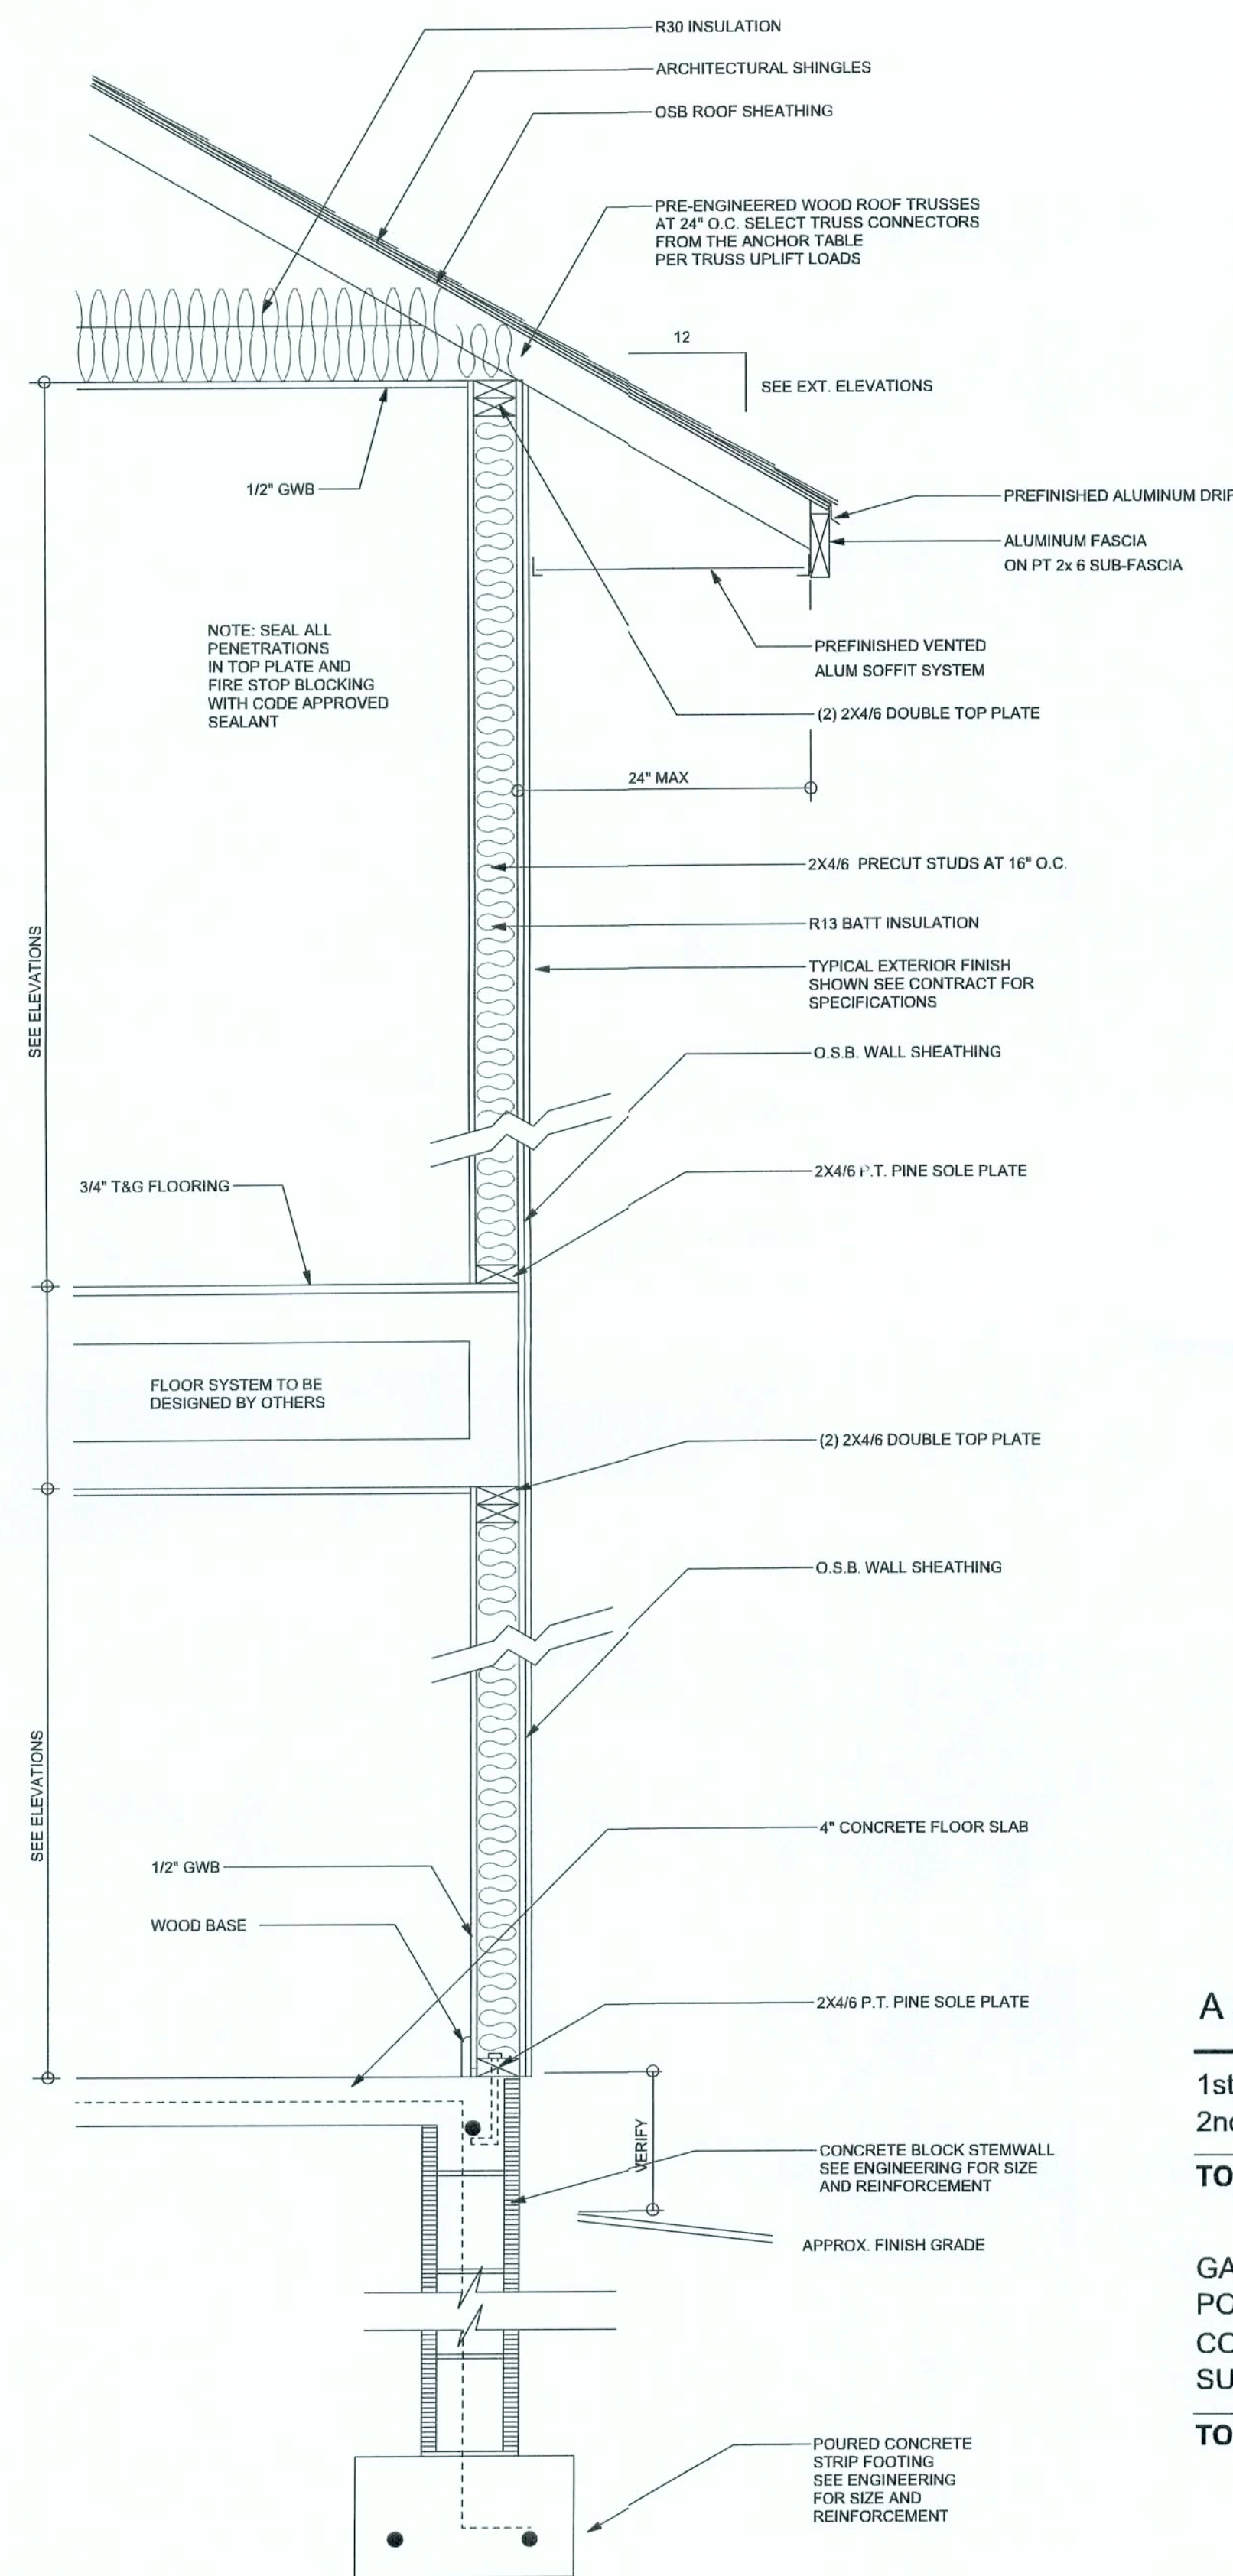 R30 INSULATION
ARCHITECTURAL SHINGLES
OSB ROOF SHEATHING
PRE-ENGINEERED WOOD ROOF TRUSSES
AT 24" O.C. SELECT TRUSS CONNECTORS
FROM THE ANCHOR TABLE
PER TRUSS UPLIFT LOADS
12
SEE EXT. ELEVATIONS
1/2" GWB
PREFINISHED ALUMINUM DRIP
ALUMINUM FASCIA
ON PT 2x 6 SUB-FASCIA
NOTE: SEAL ALL
PENETRATIONS
IN TOP PLATE AND
FIRE STOP BLOCKING
WITH CODE APPROVED
SEALANT
PREFINISHED VENTED
ALUM SOFFIT SYSTEM
(2) 2X4/6 DOUBLE TOP PLATE
24" MAX
2X4/6 PRECUT STUDS AT 16" O.C.
R13 BATT INSULATION
TYPICAL EXTERIOR FINISH
SHOWN SEE CONTRACT FOR
SPECIFICATIONS
SEE ELEVATIONS
O.S.B. WALL SHEATHING
2X4/6 P.T. PINE SOLE PLATE
3/4" T&G FLOORING
FLOOR SYSTEM TO BE
DESIGNED BY OTHERS
(2) 2X4/6 DOUBLE TOP PLATE
O.S.B. WALL SHEATHING
SEE ELEVATIONS
4" CONCRETE FLOOR SLAB
1/2" GWB
WOOD BASE
2X4/6 P.T. PINE SOLE PLATE
A
1st
2nd
TO
VERIFY
CONCRETE BLOCK STEMWALL
SEE ENGINEERING FOR SIZE
AND REINFORCEMENT
APPROX. FINISH GRADE
GA
PO
CO
SU
TO
POURED CONCRETE
STRIP FOOTING
SEE ENGINEERING
FOR SIZE AND
REINFORCEMENT